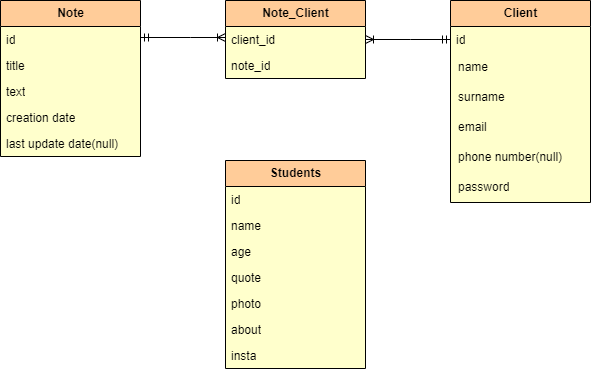 Note
id
title
text
creation date
last update date(null)
Note_Client
client_id
note_id
Client
id
name
surname
email
phone number(null)
password
Students
id
name
age
quote
photo
about
insta